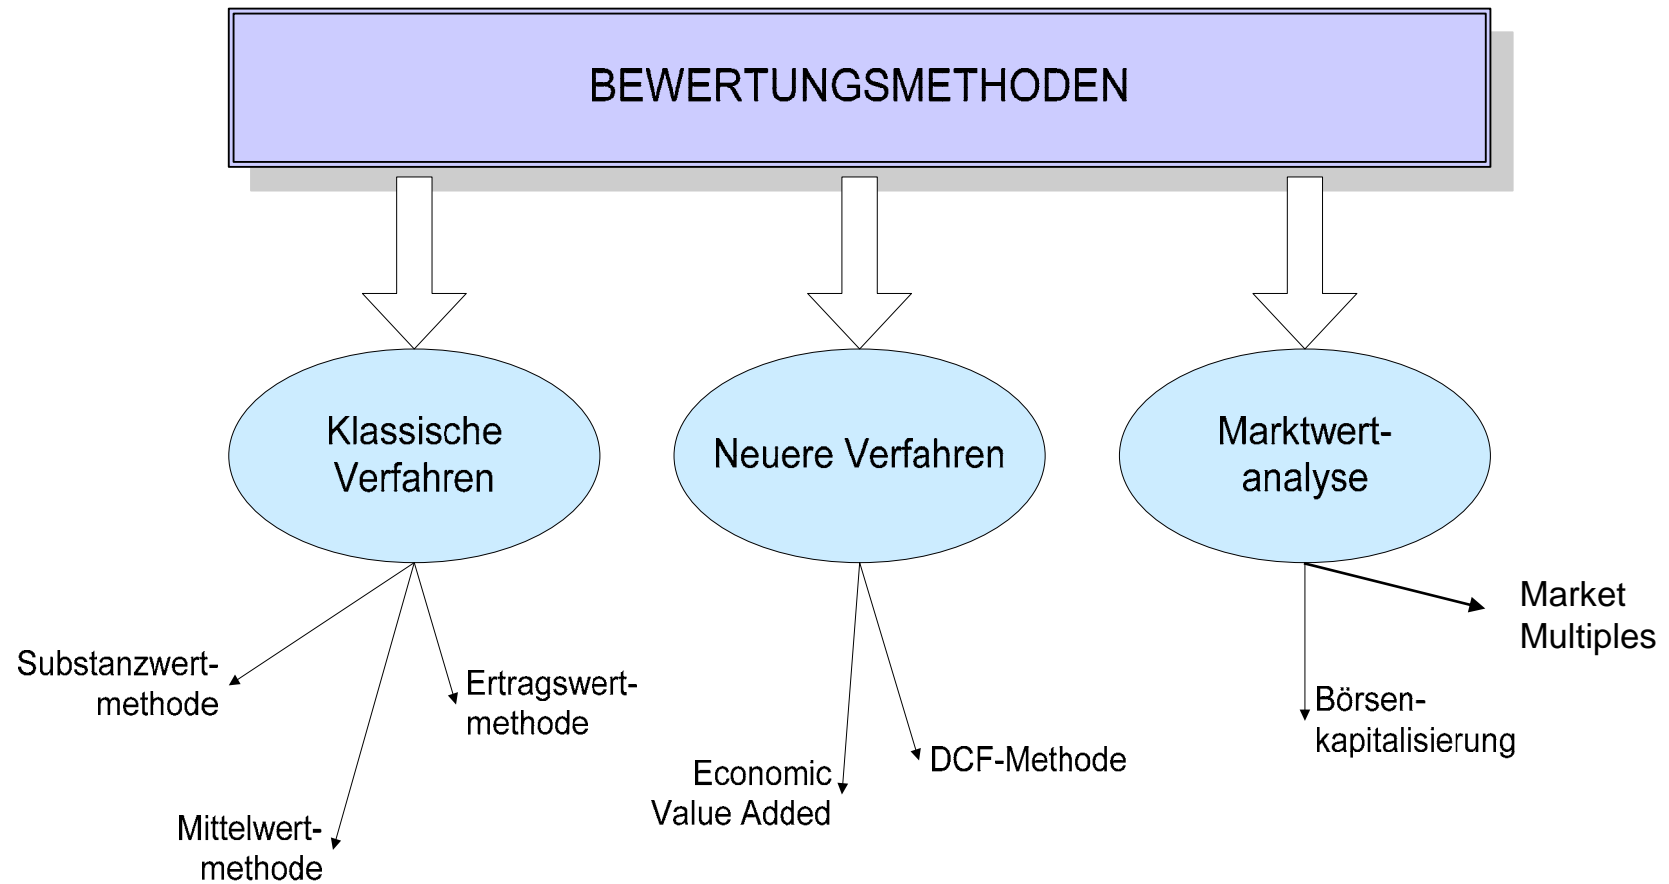 BEWERTUNGSMETHODEN
Klassische
Verfahren
Neuere Verfahren
Marktwert-
analyse
Substanzwert-
methode
Mittelwert-
methode
Ertragswert-
methode
Economic
Value Added
DCF-Methode
Börsen-
kapitalisierung
Market
Multiples